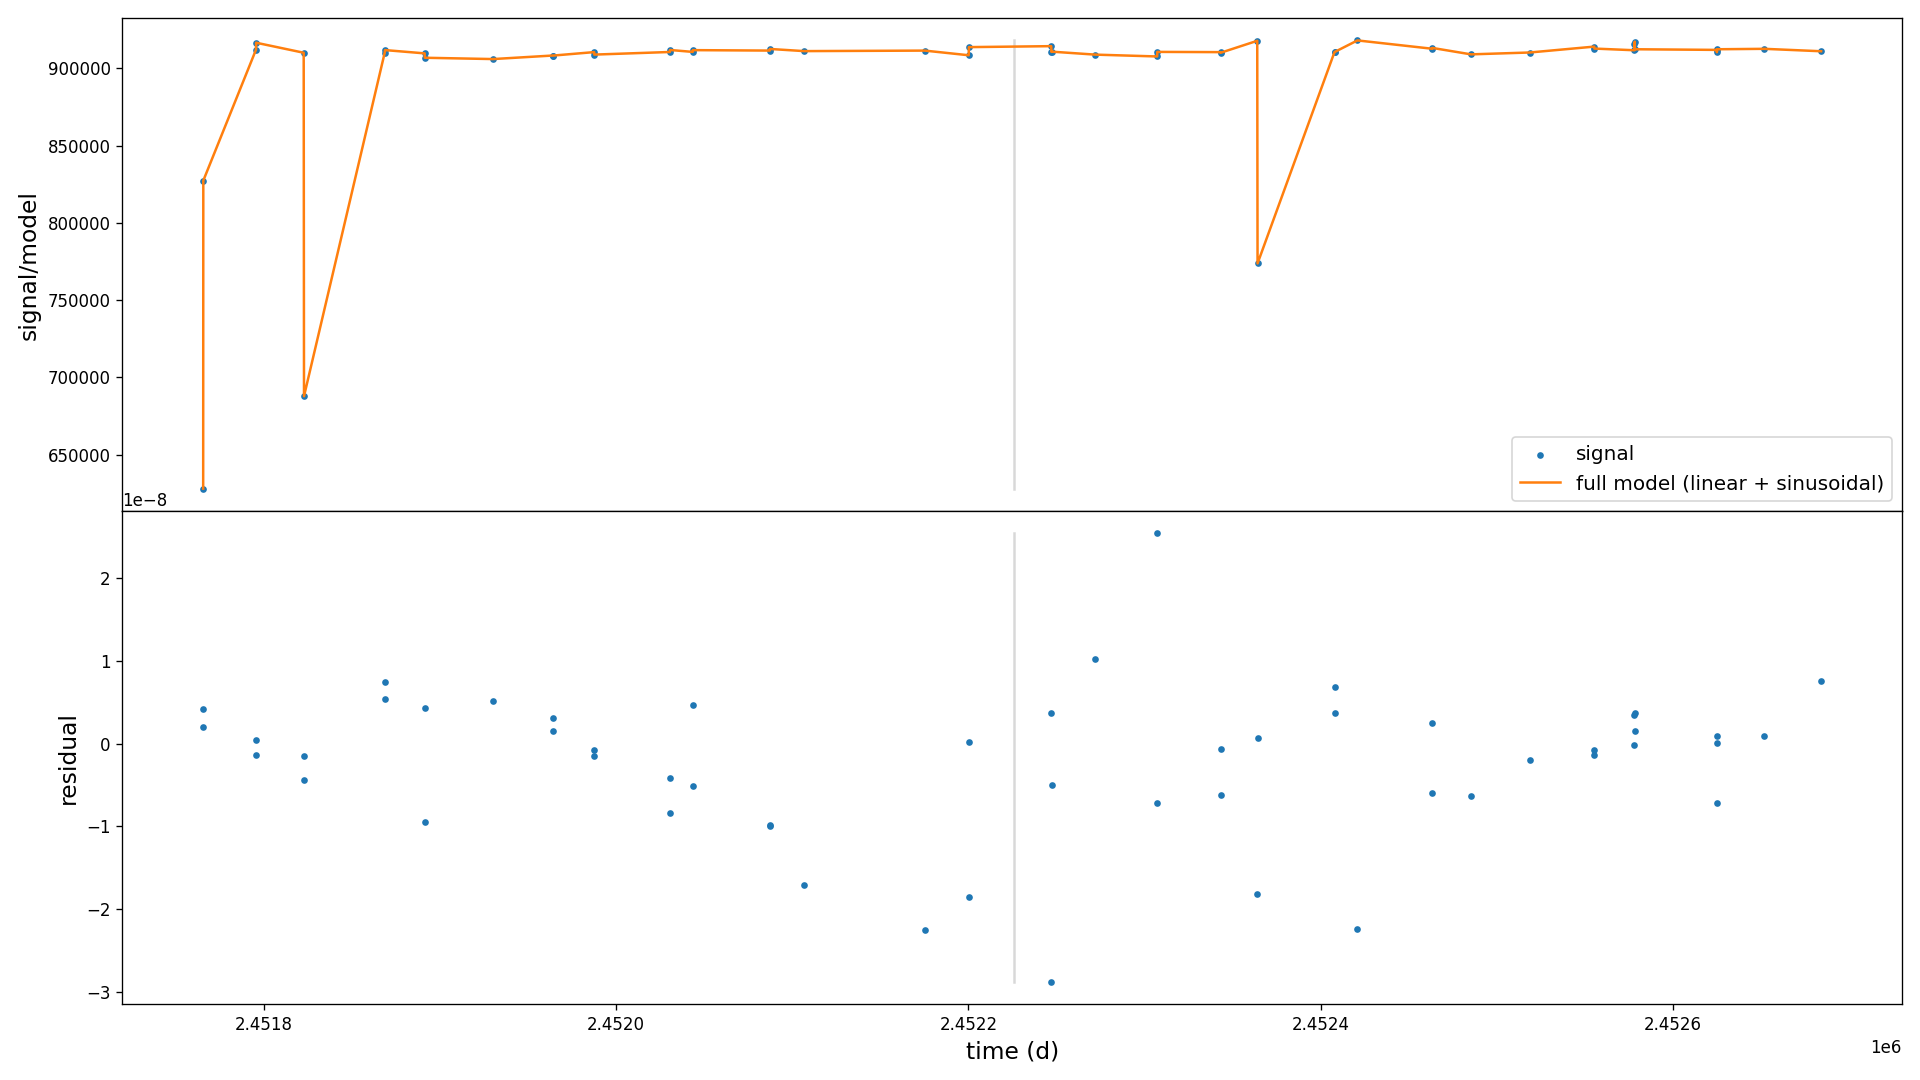 900000
850000
800000
750000
700000
650000
signal/model
signal
full model (linear + sinusoidal)
1e−8
2
1
0
−1
−2
−3
residual
2.4518
2.4520
2.4522
2.4524
2.4526
time (d)
1e6